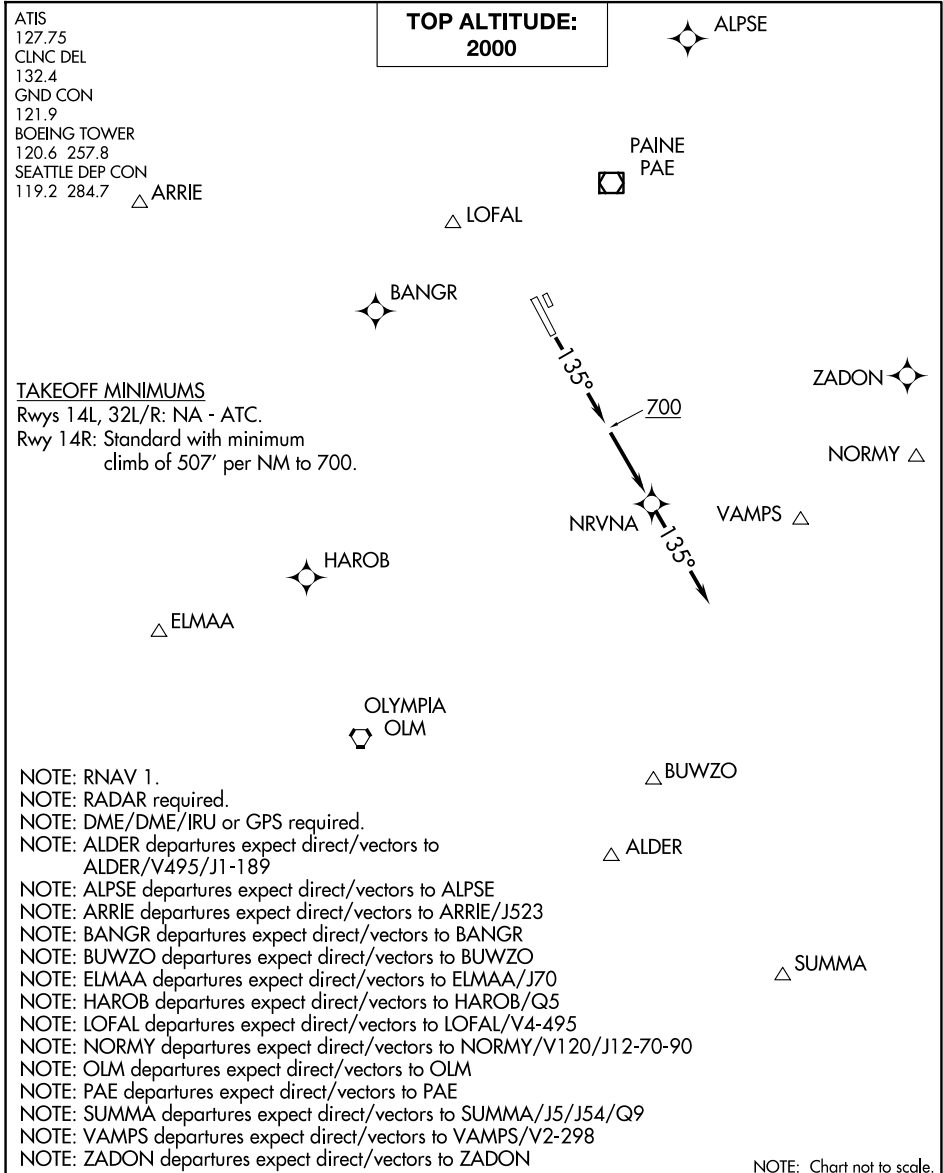 ATIS
127.75
CLNC DEL
132.4
GND CON
121.9
BOEING TOWER
120.6 257.8
SEATTLE DEP CON
119.2 284.7
TOP ALTITUDE:
2000
ALPSE
PAINE
PAE
ARRIE
LOFAL
BANGR
135°
ZADON
700
TAKEOFF MINIMUMS
Rwys 14L, 32L/R: NA - ATC.
Rwy 14R: Standard with minimum
climb of 507' per NM to 700.
NORMY
NRVNA
VAMPS
135°
HAROB
ELMAA
OLYMPIA
OLM
BUWZO
ALDER
SUMMA
NOTE: RNAV 1.
NOTE: RADAR required.
NOTE: DME/DME/IRU or GPS required.
NOTE: ALDER departures expect direct/vectors to
ALDER/V495/J1-189
NOTE: ALPSE departures expect direct/vectors to ALPSE
NOTE: ARRIE departures expect direct/vectors to ARRIE/J523
NOTE: BANGR departures expect direct/vectors to BANGR
NOTE: BUWZO departures expect direct/vectors to BUWZO
NOTE: ELMAA departures expect direct/vectors to ELMAA/J70
NOTE: HAROB departures expect direct/vectors to HAROB/Q5
NOTE: LOFAL departures expect direct/vectors to LOFAL/V4-495
NOTE: NORMY departures expect direct/vectors to NORMY/V120/J12-70-90
NOTE: OLM departures expect direct/vectors to OLM
NOTE: PAE departures expect direct/vectors to PAE
NOTE: SUMMA departures expect direct/vectors to SUMMA/J5/J54/Q9
NOTE: VAMPS departures expect direct/vectors to VAMPS/V2-298
NOTE: ZADON departures expect direct/vectors to ZADON
NOTE: Chart not to scale.